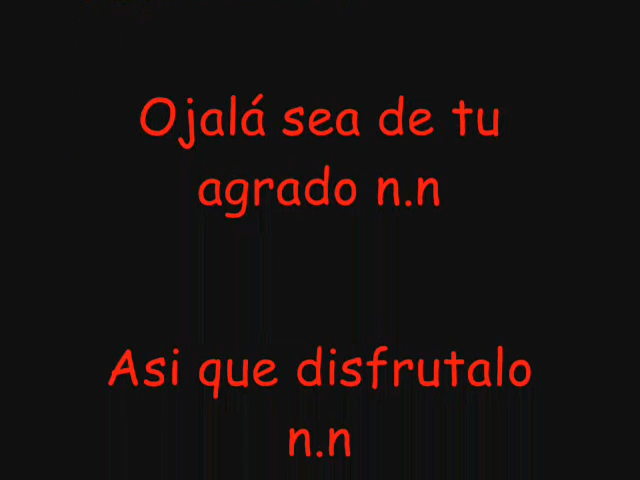 Ojalá sea de tu
agrado n.n
Asi que disfrutalo
n.n